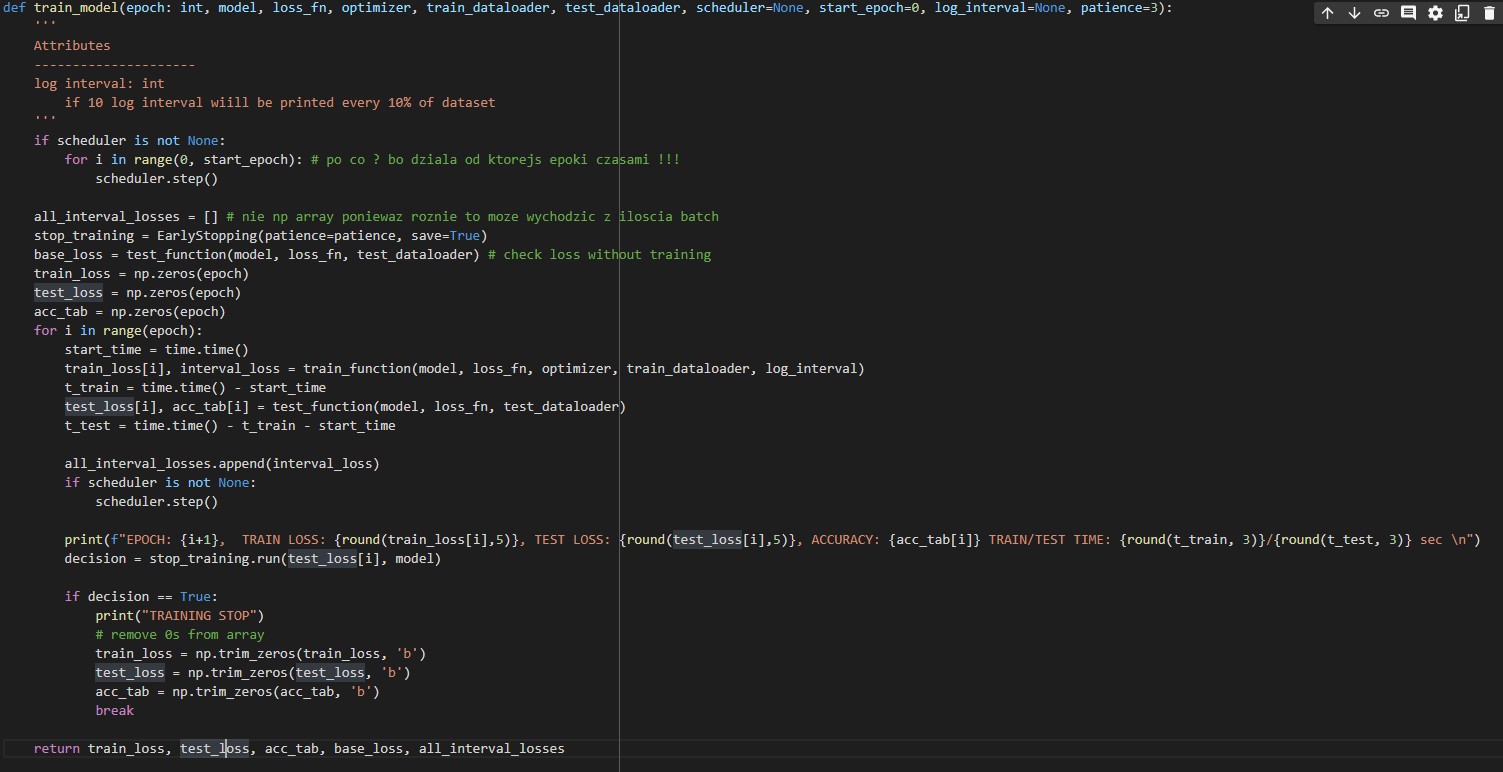 def train_model(epoch: int, model, loss_fn, optimizer, train_dataloader, test_dataloader, scheduler=None, start_epoch=0, log_interval=None, patience=3):
    '''
    Attributes
    ---------------------
    log interval: int
        if 10 log interval wiill be printed every 10% of dataset
    '''
    if scheduler is not None:
        for i in range(0, start_epoch): # po co ? bo dziala od ktorejs epoki czasami !!!
            scheduler.step()
    all_interval_losses = [] # nie np array poniewaz roznie to moze wychodzic z iloscia batch
    stop_training = EarlyStopping(patience=patience, save=True)
    base_loss = test_function(model, loss_fn, test_dataloader) # check loss without training
    train_loss = np.zeros(epoch)
    test_loss = np.zeros(epoch)
    acc_tab = np.zeros(epoch)
    for i in range(epoch):
        start_time = time.time()
        train_loss[i], interval_loss = train_function(model, loss_fn, optimizer, train_dataloader, log_interval)
        t_train = time.time() - start_time
        test_loss[i], acc_tab[i] = test_function(model, loss_fn, test_dataloader)
        t_test = time.time() - t_train - start_time
        all_interval_losses.append(interval_loss)
        if scheduler is not None:
            scheduler.step()
        print(f"EPOCH: {i+1},  TRAIN LOSS: {round(train_loss[i],5)}, TEST LOSS: {round(test_loss[i],5)}, ACCURACY: {acc_tab[i]} TRAIN/TEST TIME: {round(t_train, 3)}/{round(t_test, 3)} sec \n")
        decision = stop_training.run(test_loss[i], model)
        if decision == True:
            print("TRAINING STOP")
            # remove 0s from array
            train_loss = np.trim_zeros(train_loss, 'b')
            test_loss = np.trim_zeros(test_loss, 'b')
            acc_tab = np.trim_zeros(acc_tab, 'b')
            break
    return train_loss, test_loss, acc_tab, base_loss, all_interval_losses